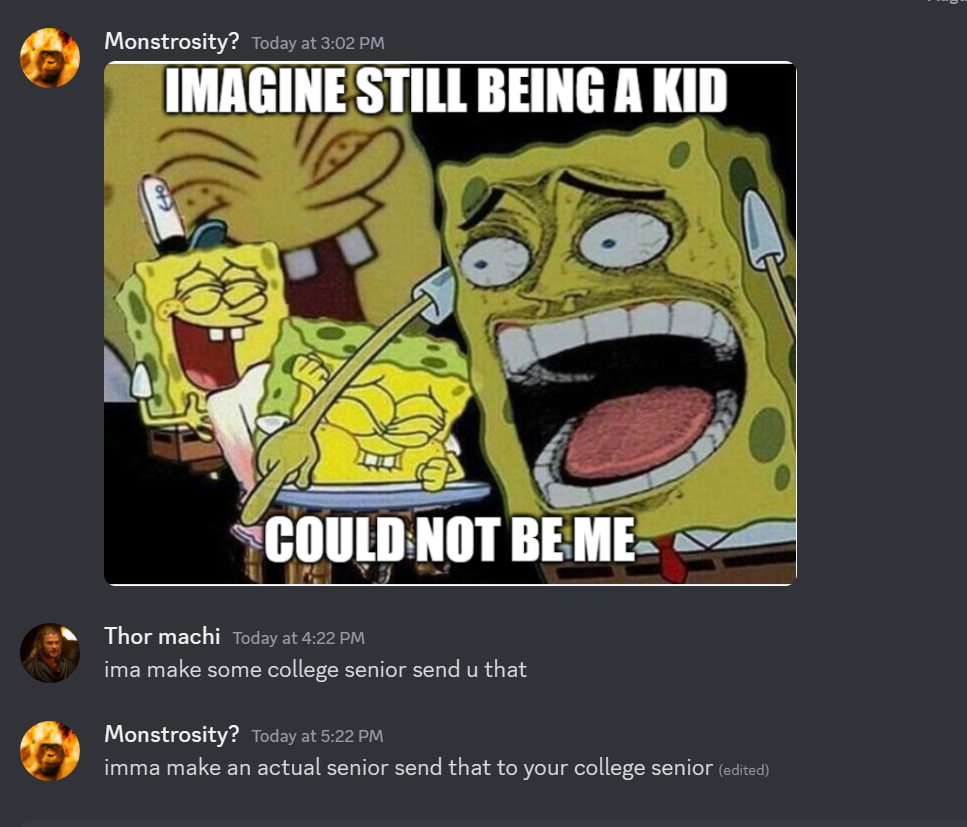 Monstrosity? Today at 3:02 PM
IMAGINE STILL BEING A KID
COULD NOT BE ME
Thor machi Today at 4:22 PM
ima make some college senior send u that
Monstrosity? Today at 5:22 PM
imma make an actual senior send that to your college senior (edited)